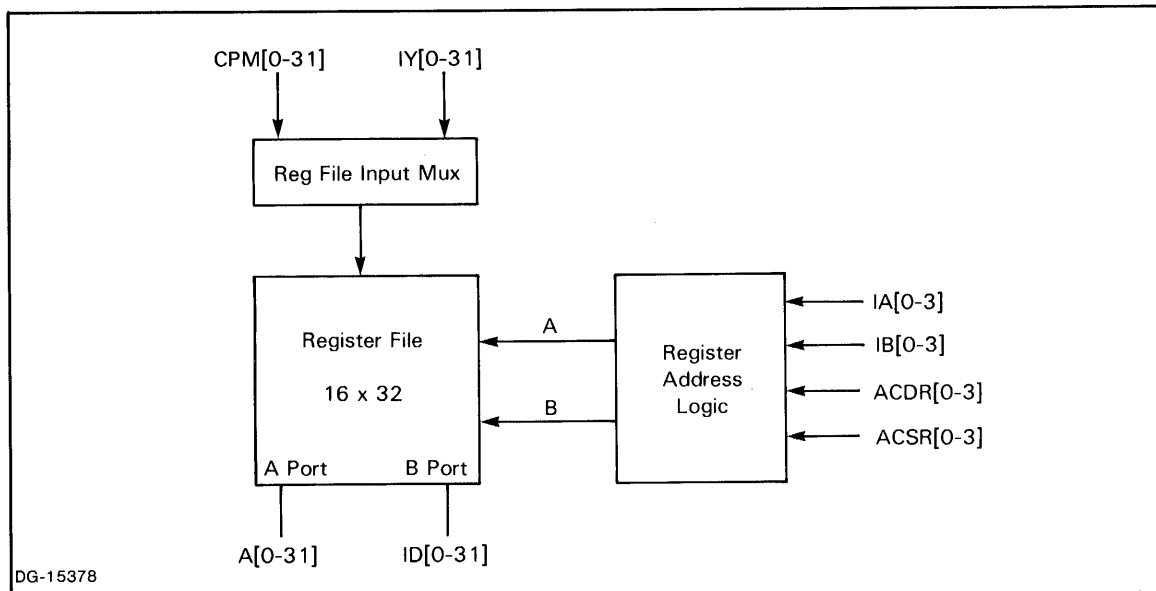 CPM[0-31] IY[0-31]
Reg File Input Mux
Register File
16 x 32
A Port B Port
A
B
Register
Address
Logic
IA[0-3]
IB[0-3]
ACDR[0-3]
ACSR[0-3]
A[0-31] ID[0-31]
DG-15378